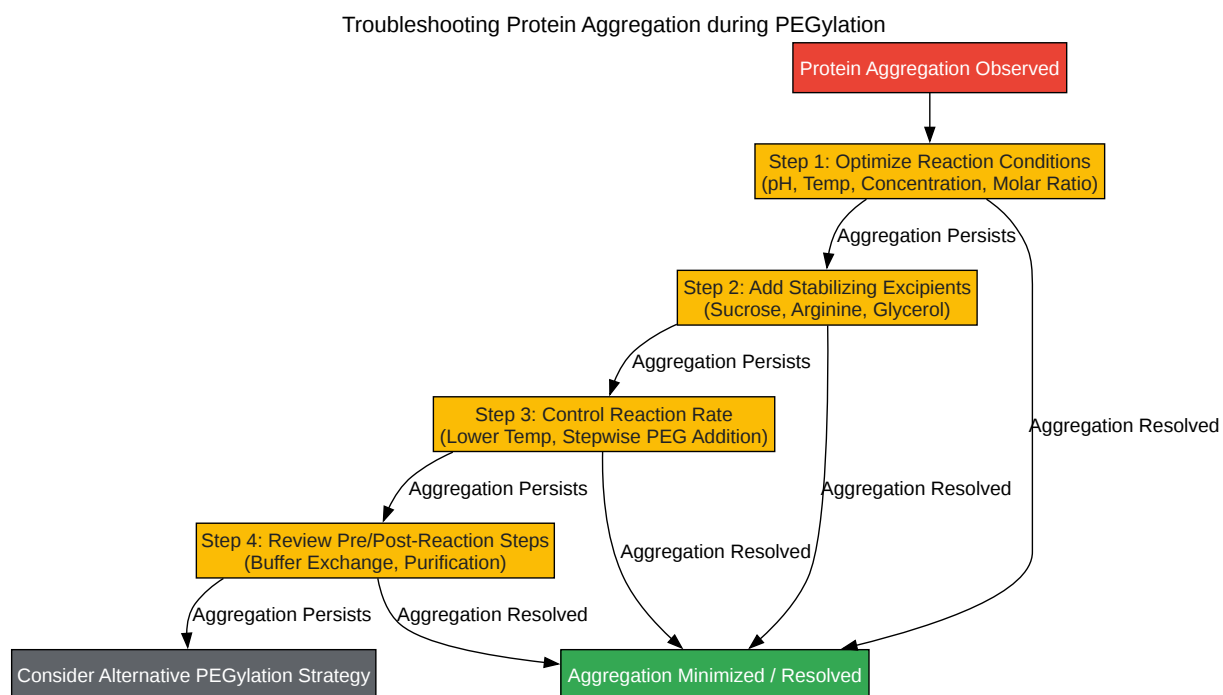 Troubleshooting Protein Aggregation during PEGylation
Protein Aggregation Observed
Step 1: Optimize Reaction Conditions
(pH, Temp, Concentration, Molar Ratio)
Aggregation Persists
Step 2: Add Stabilizing Excipients
(Sucrose, Arginine, Glycerol)
Aggregation Persists
Step 3: Control Reaction Rate
(Lower Temp, Stepwise PEG Addition)
Aggregation Resolved
Aggregation Persists
Aggregation Resolved
Step 4: Review Pre/Post-Reaction Steps
(Buffer Exchange, Purification)
Aggregation Resolved
Aggregation Persists
Aggregation Resolved
Consider Alternative PEGylation Strategy
Aggregation Minimized / Resolved